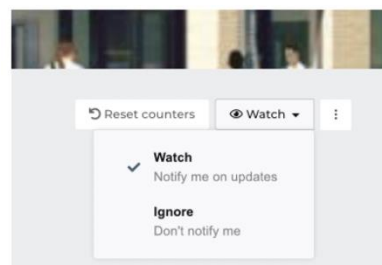 Reset counters Watch
Watch
Notify me on updates
Ignore
Don't notify me